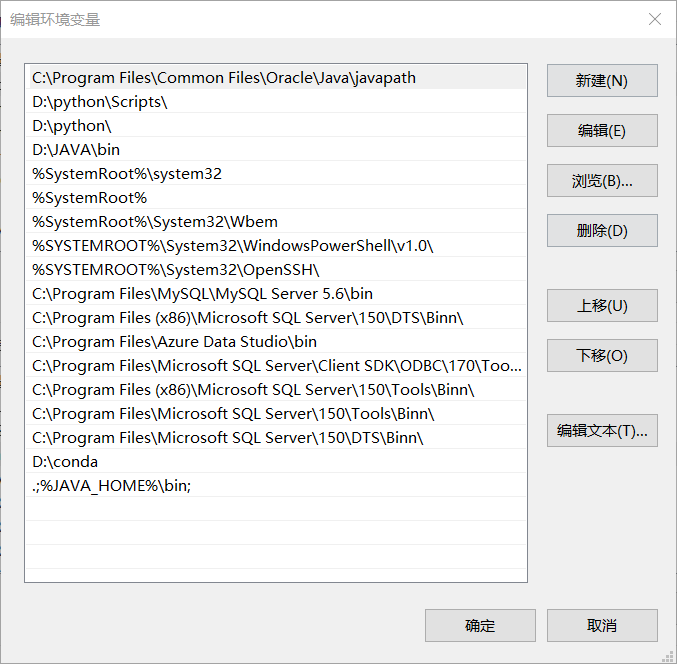 编辑环境变量
C:\Program Files\Common Files\Oracle\Java\javapath
D:\python\Scripts\
D:\python\
D:\JAVA\bin
%SystemRoot%\system32
%SystemRoot%
%SystemRoot%\System32\Wbem
%SYSTEMROOT%\System32\WindowsPowerShell\v1.0\
%SYSTEMROOT%\System32\OpenSSH\
C:\Program Files\MySQL\MySQL Server 5.6\bin
C:\Program Files (x86)\Microsoft SQL Server\150\DTS\Binn\
C:\Program Files\Azure Data Studio\bin
C:\Program Files\Microsoft SQL Server\Client SDK\ODBC\170\Too...
C:\Program Files (x86)\Microsoft SQL Server\150\Tools\Binn\
C:\Program Files\Microsoft SQL Server\150\Tools\Binn\
C:\Program Files\Microsoft SQL Server\150\DTS\Binn\
D:\conda
.;%JAVA_HOME%\bin;
新建(N)
编辑(E)
浏览(B)...
删除(D)
上移(U)
下移(O)
编辑文本(T)...
确定
取消